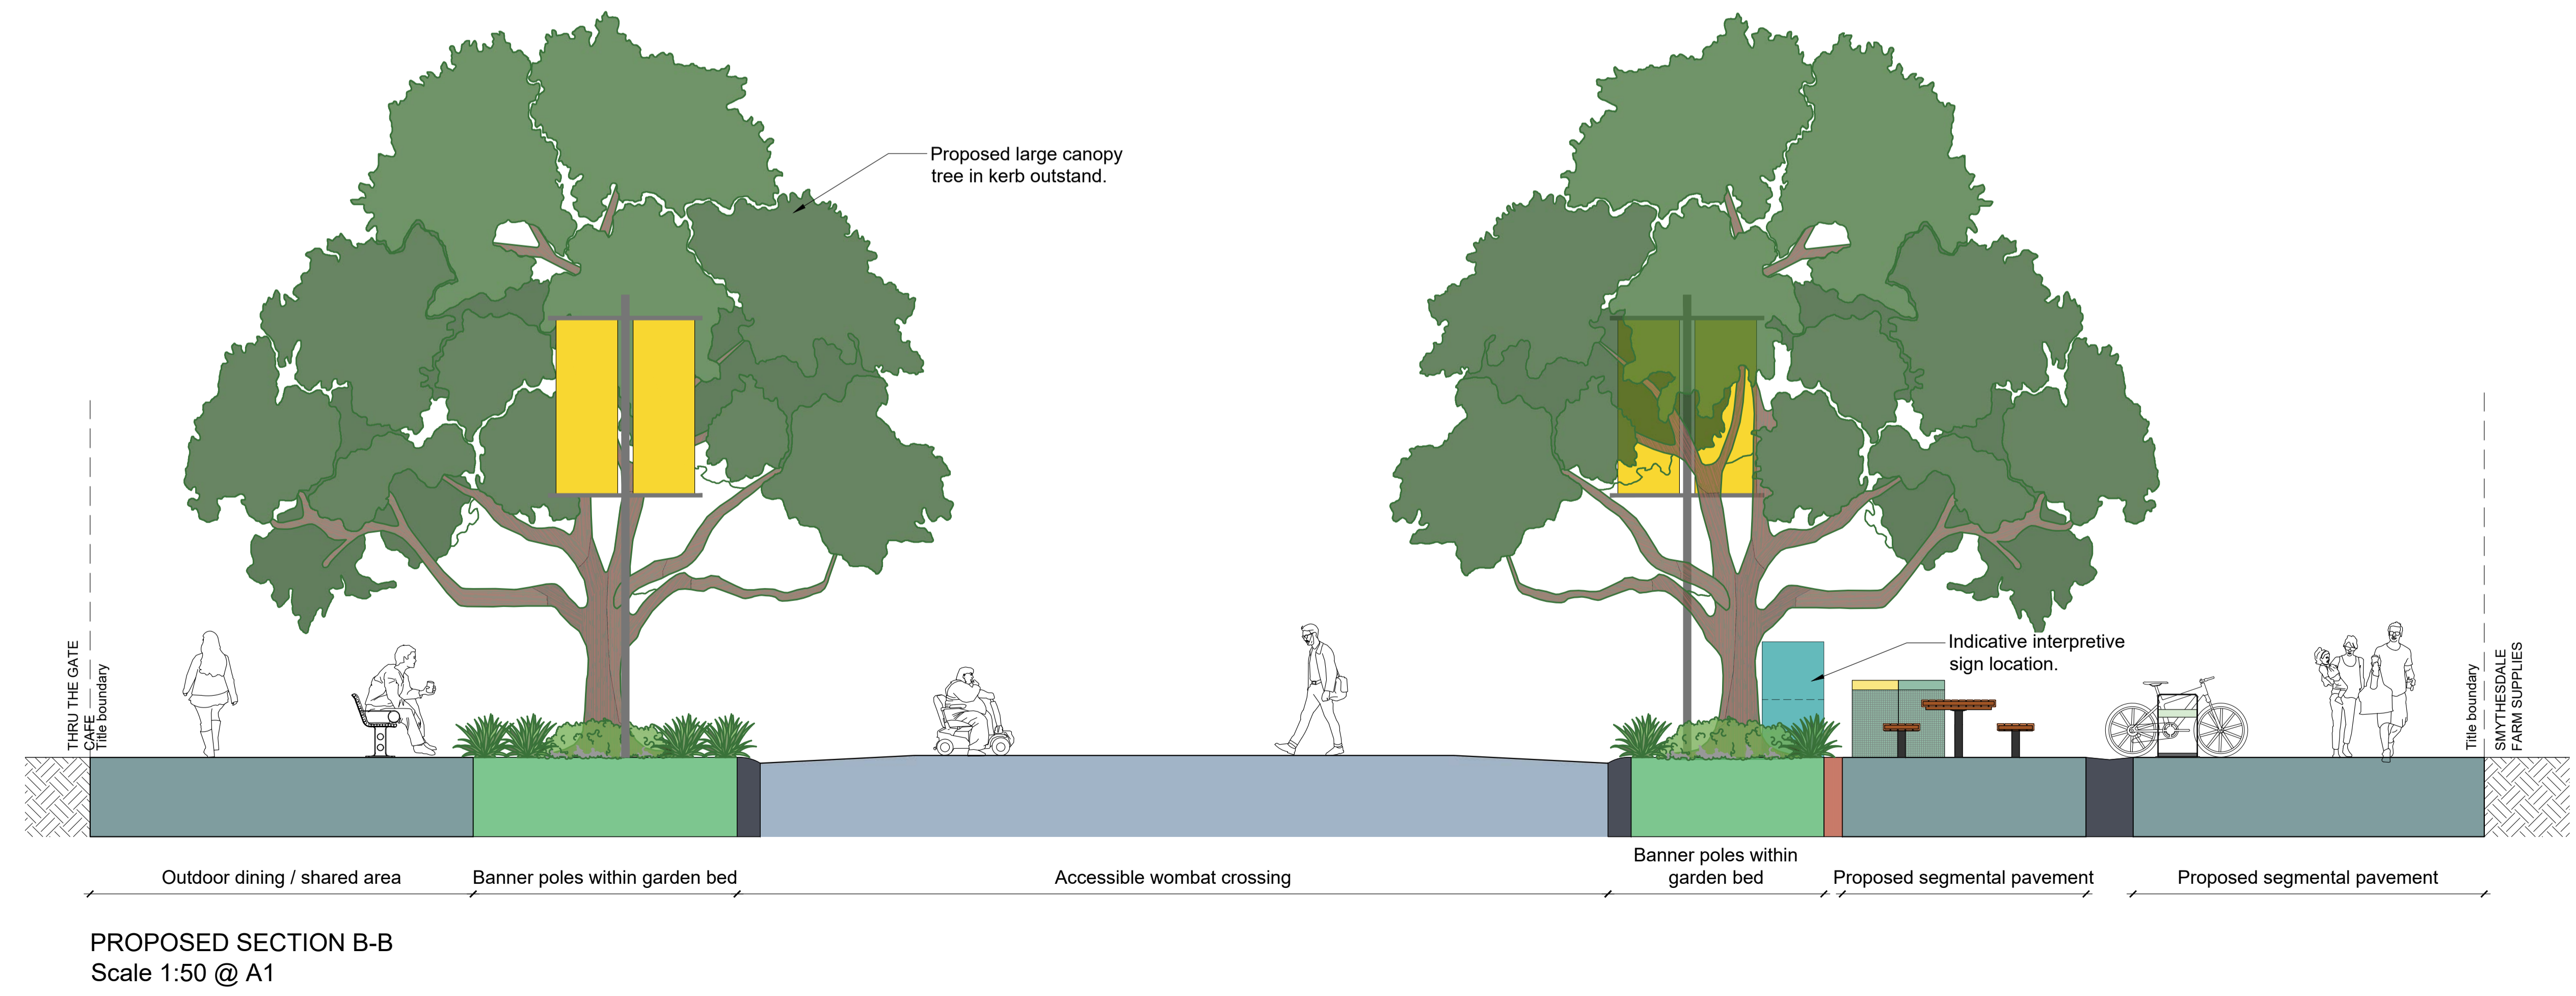 Proposed large canopy
tree in kerb outstand.
Indicative interpretive
sign location.
THRU THE GATE
CAFE
Title boundary
Title boundary
SMYTHESDALE
FARM SUPPLIES
Outdoor dining / shared area
Banner poles within garden bed
Accessible wombat crossing
Banner poles within
garden bed
Proposed segmental pavement
Proposed segmental pavement
PROPOSED SECTION B-B
Scale 1:50 @ A1